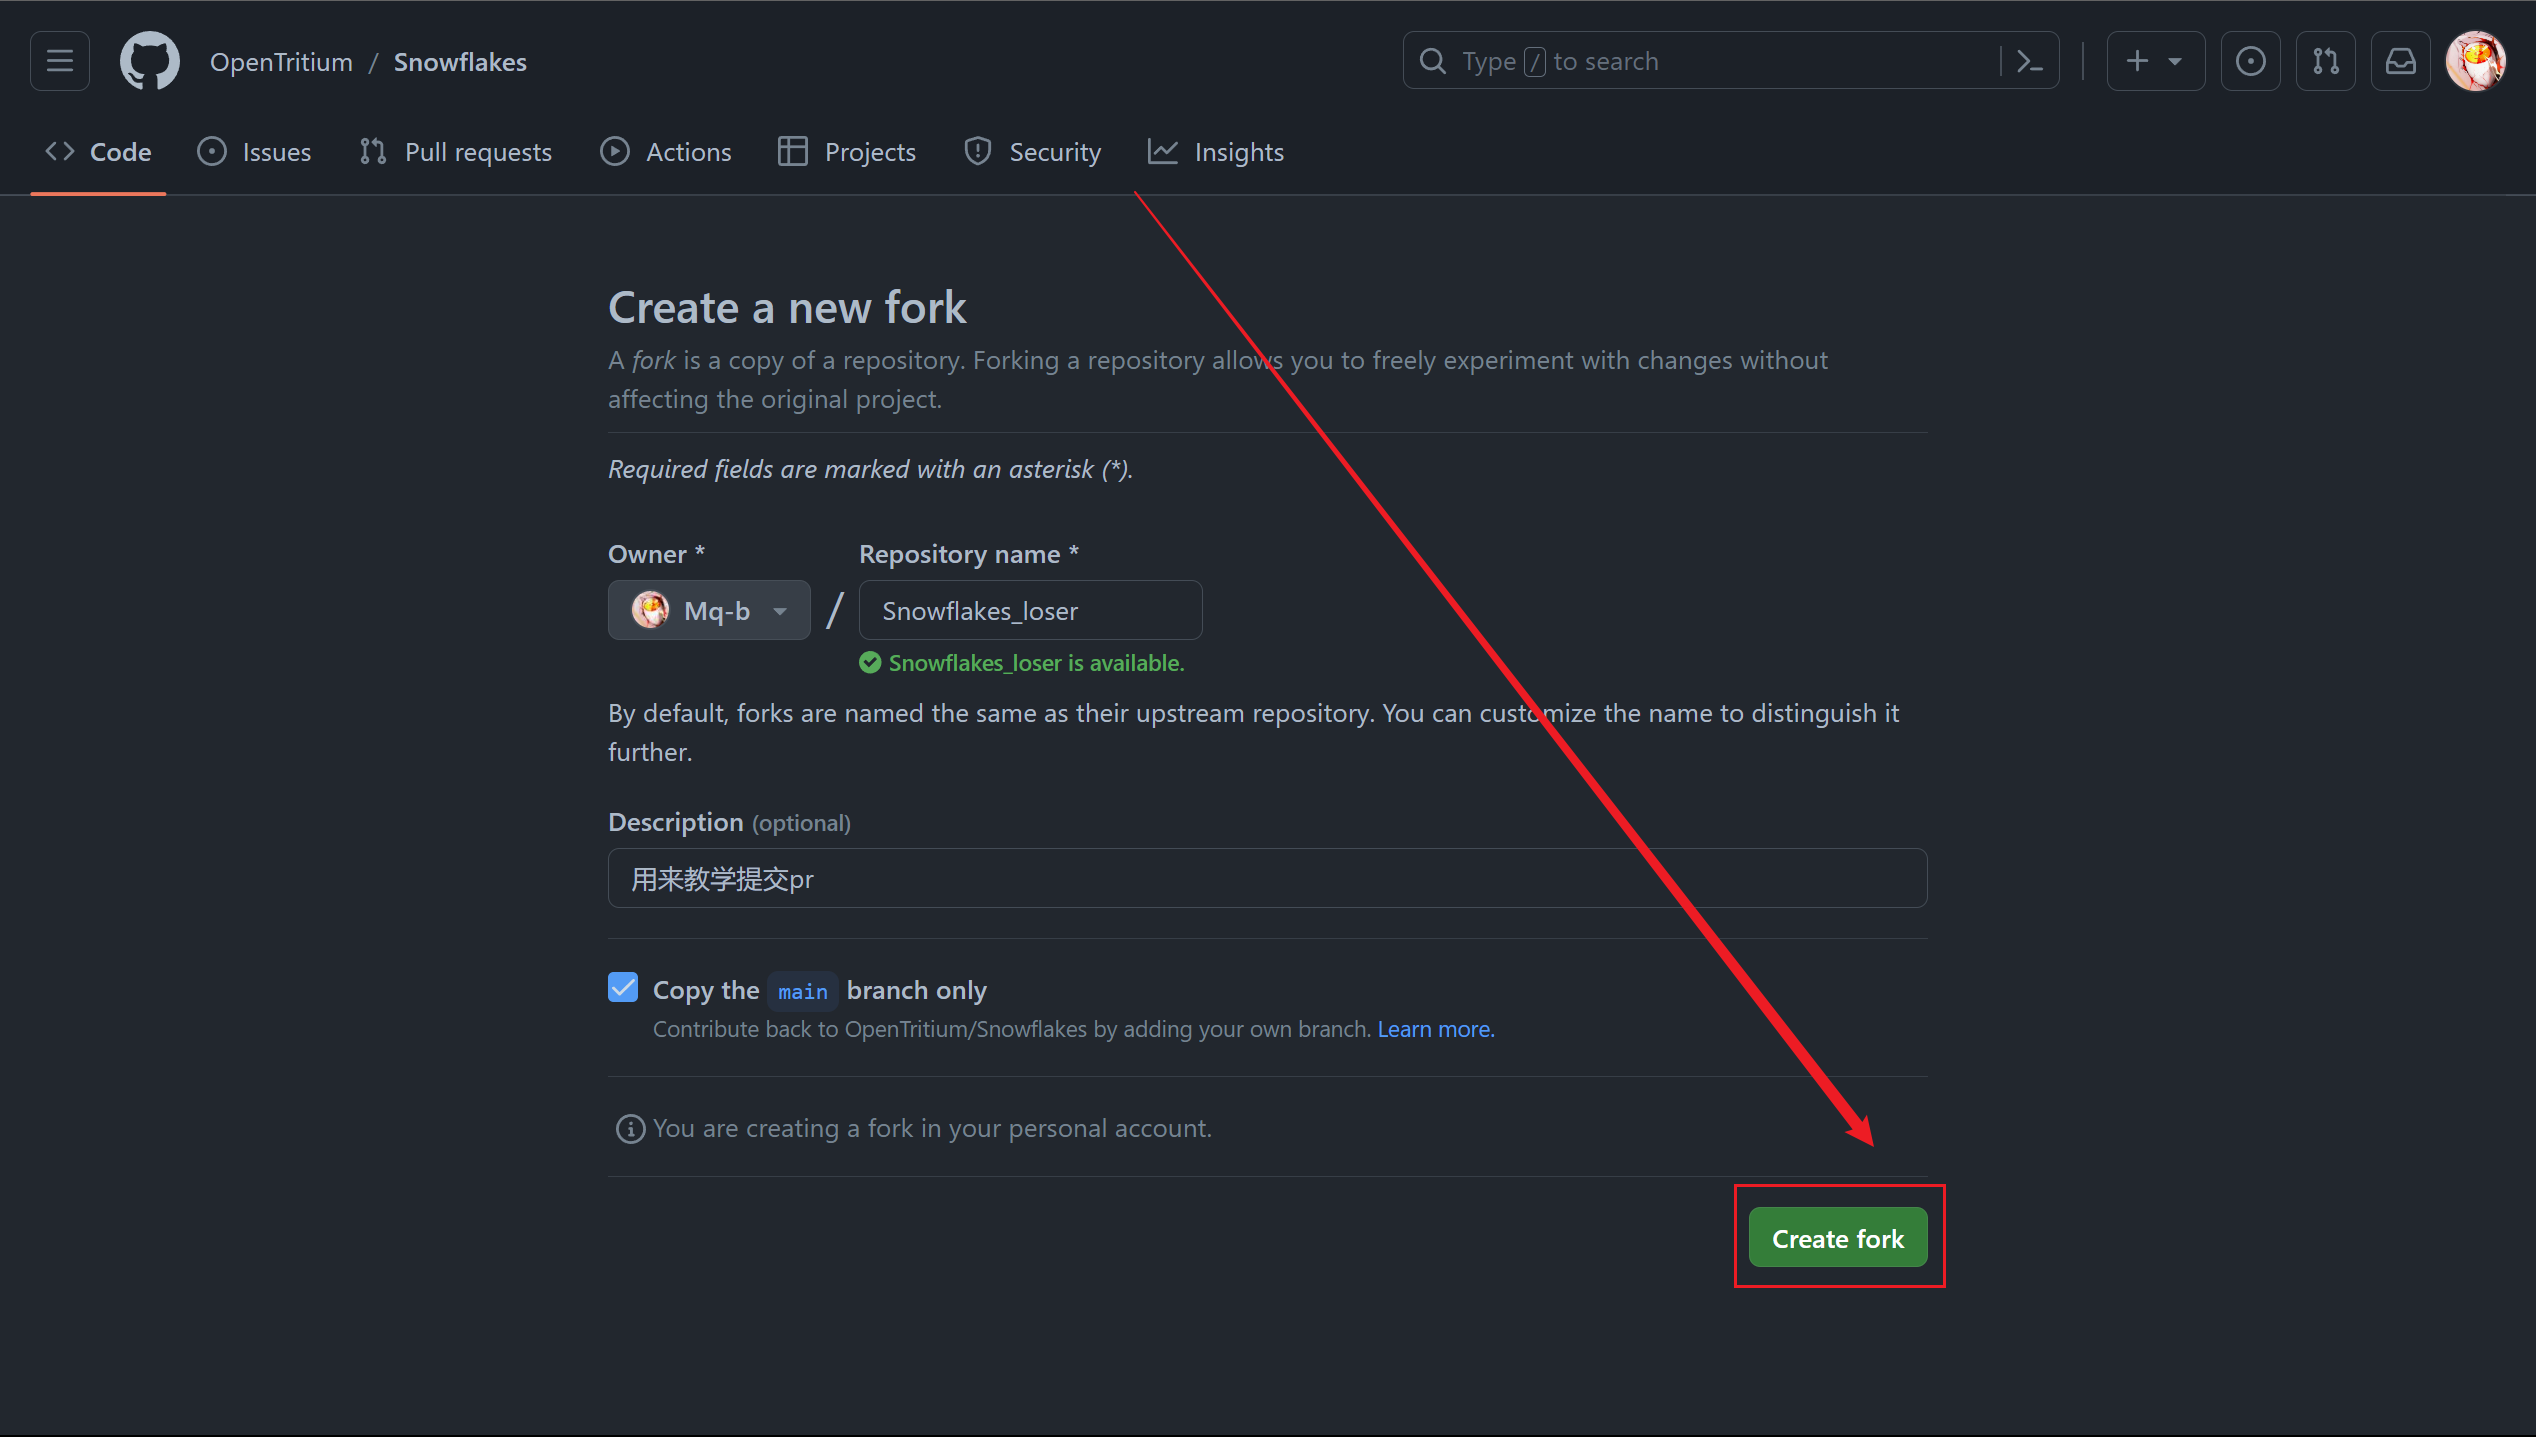 OpenTritium / Snowflakes
Type / to search
Code Issues Pull requests Actions Projects Security Insights
Create a new fork
A fork is a copy of a repository. Forking a repository allows you to freely experiment with changes without
affecting the original project.
Required fields are marked with an asterisk (*).
Owner * Repository name *
Mq-b / Snowflakes_loser
Snowflakes_loser is available.
By default, forks are named the same as their upstream repository. You can customize the name to distinguish it
further.
Description (optional)
用来教学提交pr
Copy the main branch only
Contribute back to OpenTritium/Snowflakes by adding your own branch. Learn more.
You are creating a fork in your personal account.
Create fork